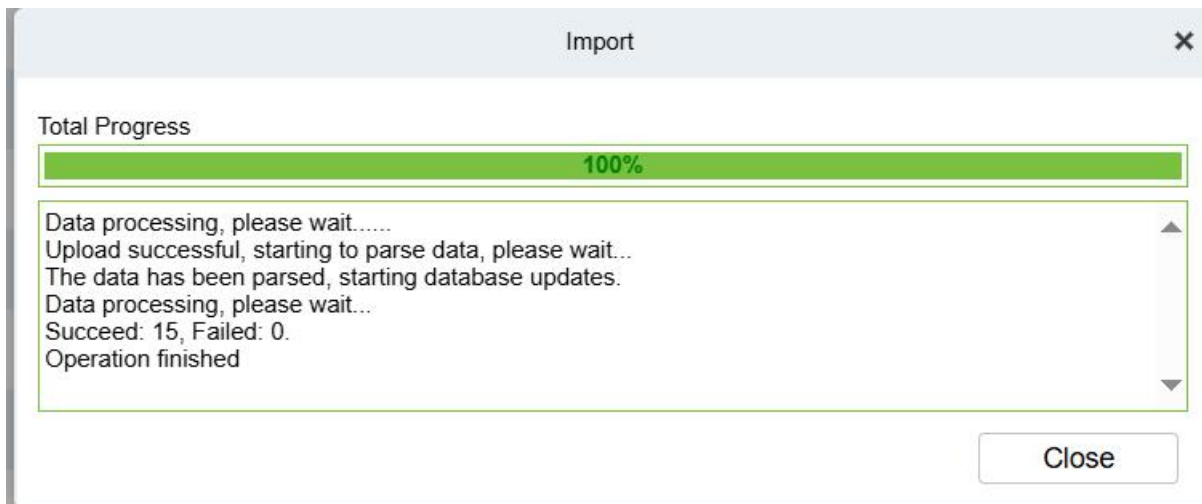 Import
Total Progress
100%
Data processing, please wait......
Upload successful, starting to parse data, please wait...
The data has been parsed, starting database updates.
Data processing, please wait...
Succeed: 15, Failed: 0.
Operation finished
Close